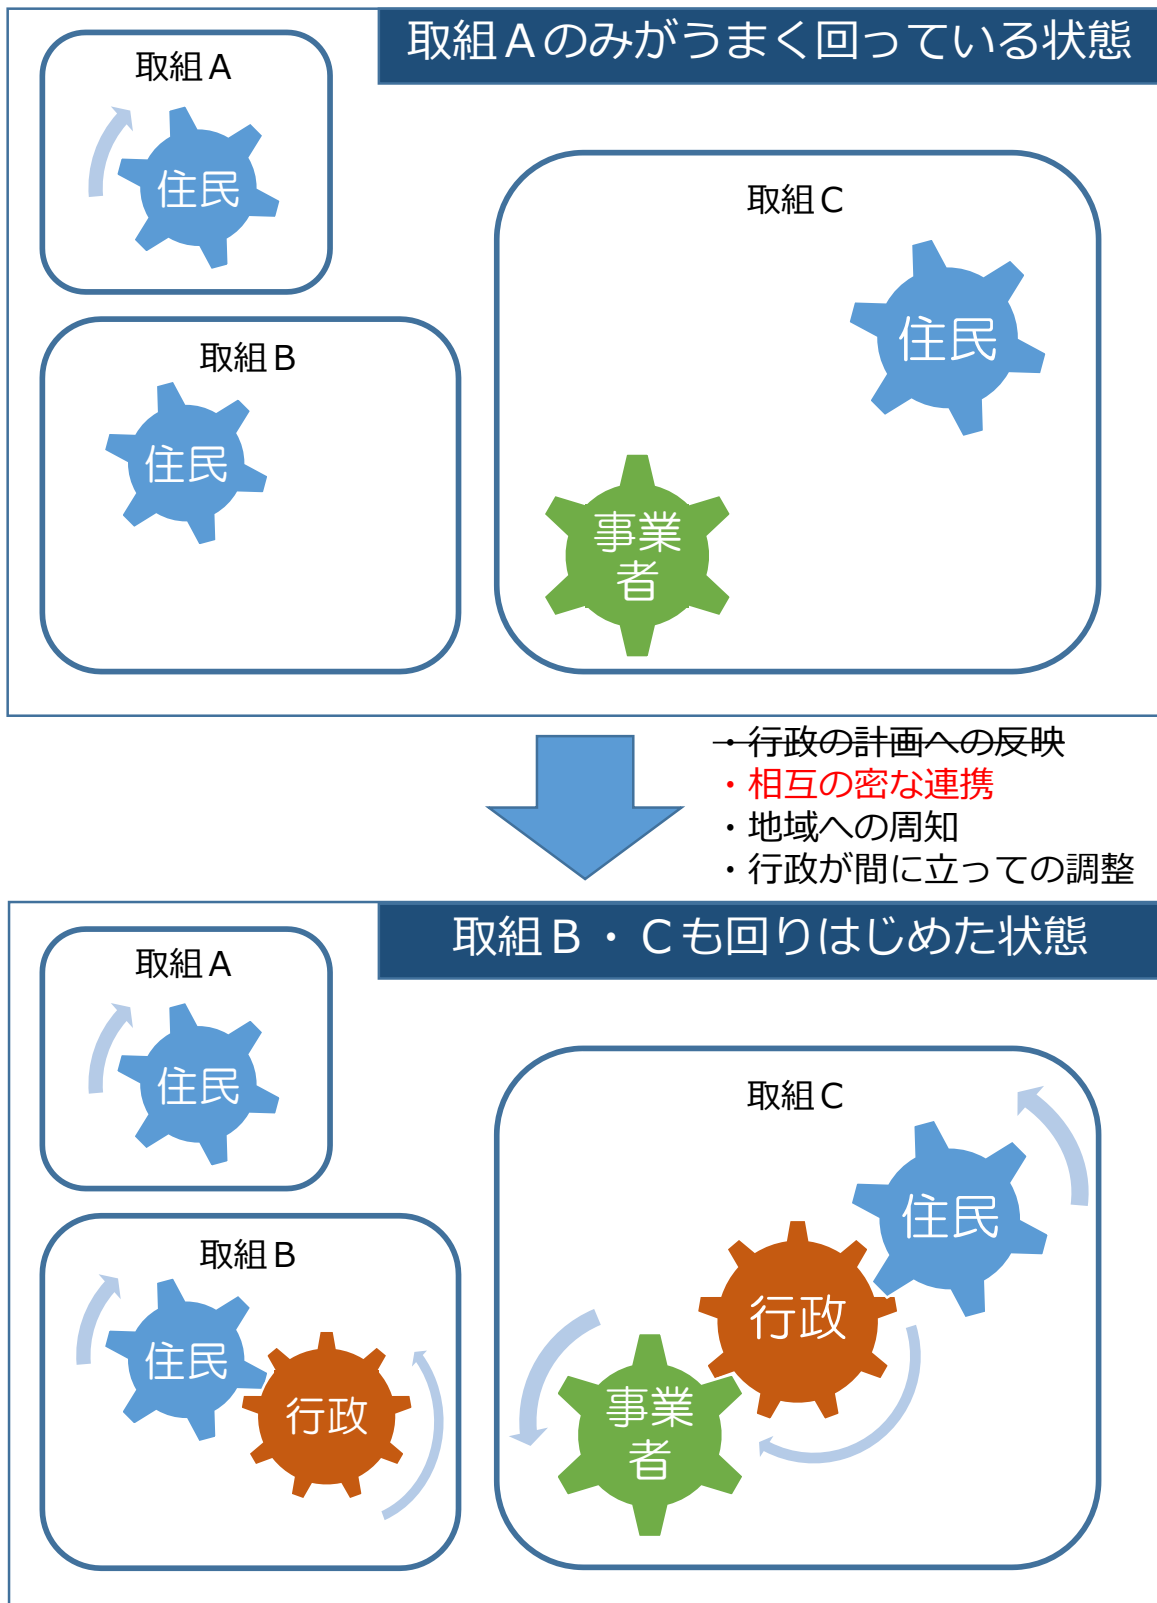 取組Aのみがうまく回っている状態
取組A
住民
取組B
住民
取組C
住民
事業
者
・行政の計画への反映
・相互の密な連携
・地域への周知
・行政が間に立っての調整
取組B・Cも回りはじめた状態
取組A
住民
取組B
住民
行政
取組C
住民
行政
事業
者